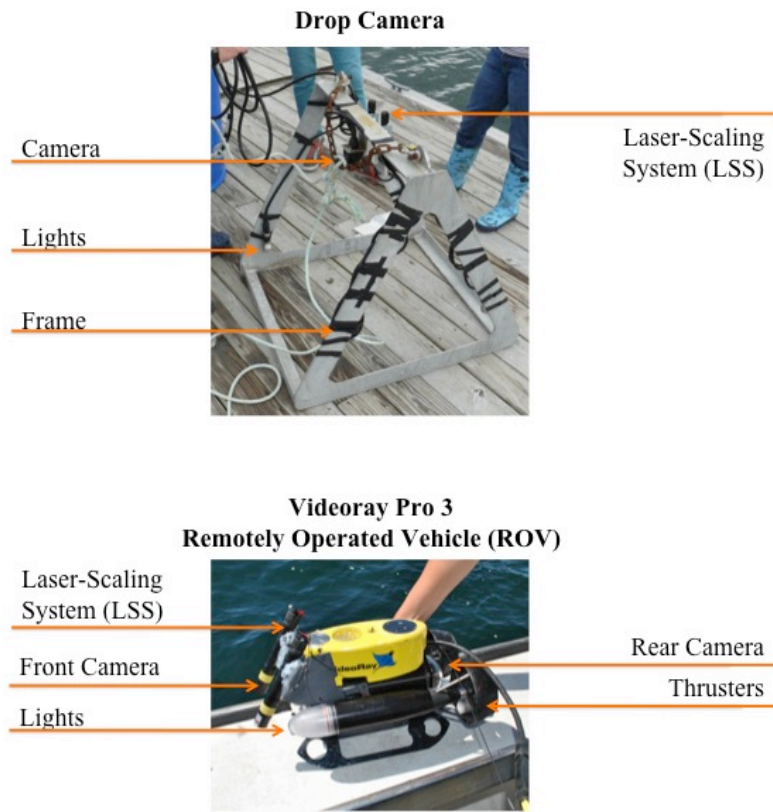 Drop Camera
Camera
Laser-Scaling
System (LSS)
Lights
Frame
Videoray Pro 3
Remotely Operated Vehicle (ROV)
Laser-Scaling
System (LSS)
Front Camera
Lights
Rear Camera
Thrusters
VideoRay